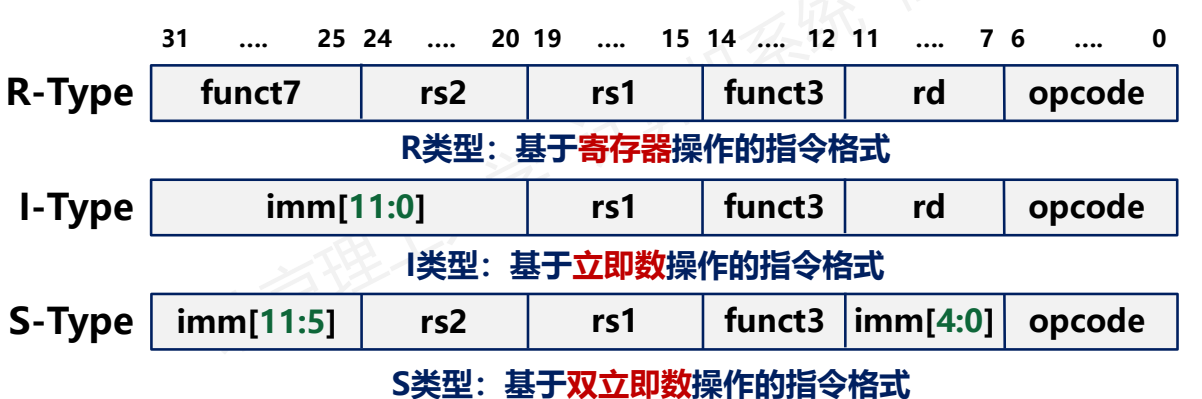 31 .... 25 24 .... 20 19 .... 15 14 .... 12 11 .... 7 6 .... 0
R-Type funct7 rs2 rs1 funct3 rd opcode
R类型：基于寄存器操作的指令格式
I-Type imm[11:0] rs1 funct3 rd opcode
I类型：基于立即数操作的指令格式
S-Type imm[11:5] rs2 rs1 funct3 imm[4:0] opcode
S类型：基于双立即数操作的指令格式